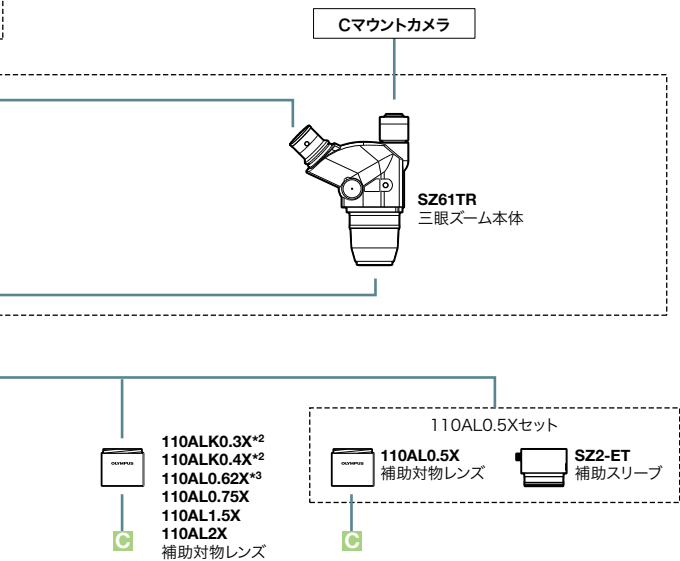 Cマウントカメラ
SZ61TR
三眼ズーム本体
OLYMPUS
110ALK0.3X*2
110ALK0.4X*2
110AL0.62X*3
110AL0.75X
110AL1.5X
110AL2X
補助対物レンズ
C
110AL0.5Xセット
OLYMPUS
110AL0.5X
補助対物レンズ
SZ2-ET
補助スリーブ
C